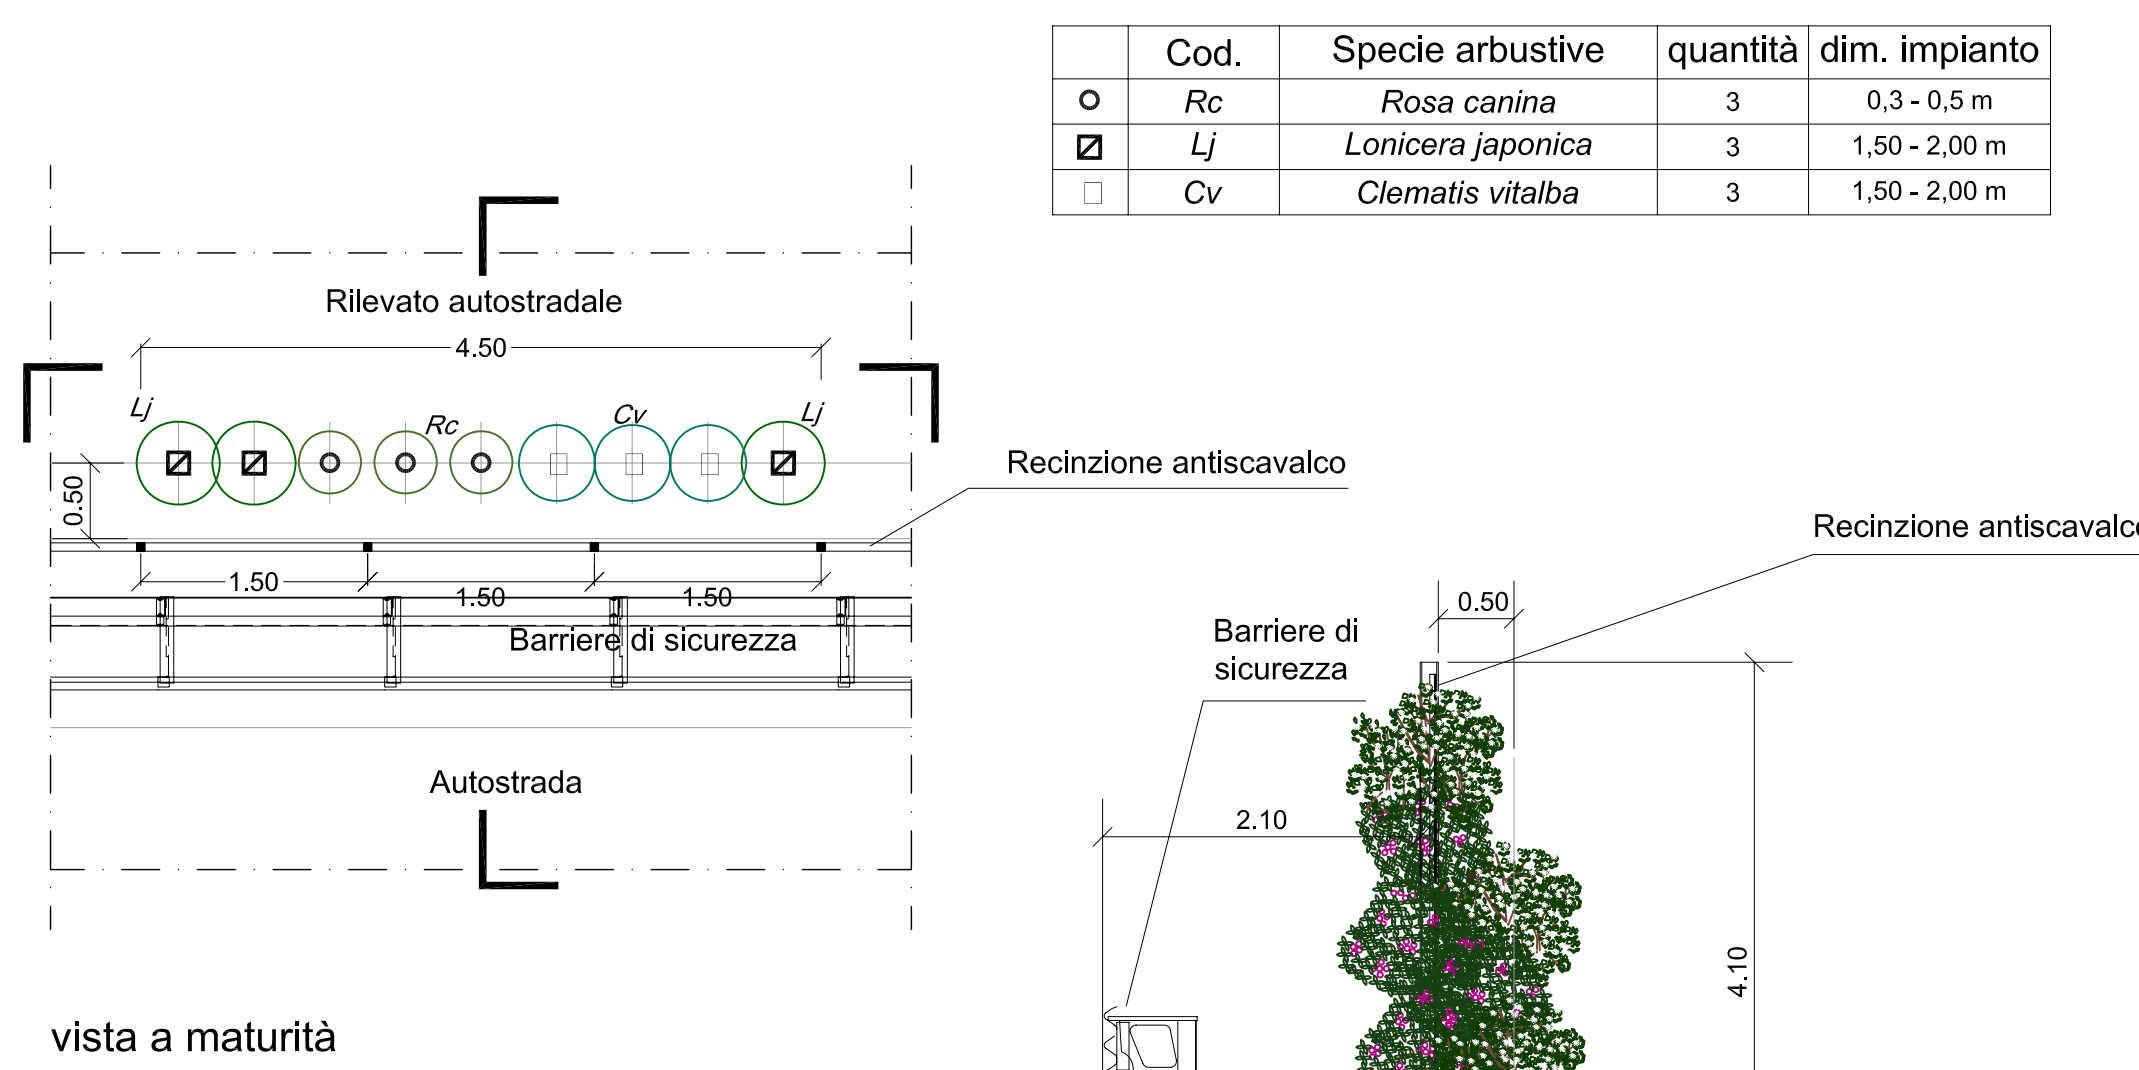 Cod. Specie arbustive quantità dim. impianto
Rc Rosa canina 3 0,3 - 0,5 m
Lj Lonicera japonica 3 1,50 - 2,00 m
Cv Clematis vitalba 3 1,50 - 2,00 m
Rilevato autostradale
4.50
Lj Rc Cv Lj
0.50
Recinzione antiscavalco
1.50 1.50 1.50
Barriere di sicurezza
Autostrada
vista a maturità
Recinzione antiscavalco
0.50
Barriere di
sicurezza
2.10
4.10